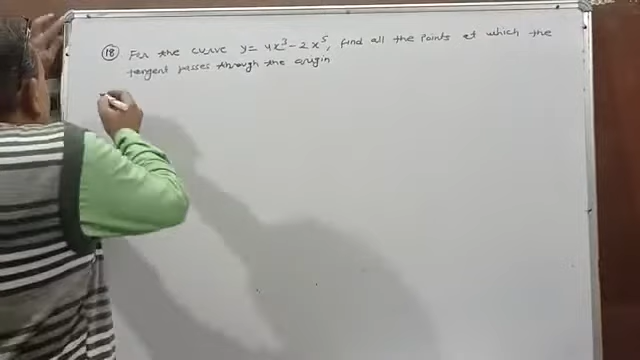 (18) For the curve y = 4x³ - 2x⁵, find all the points at which the
tangent passes through the origin